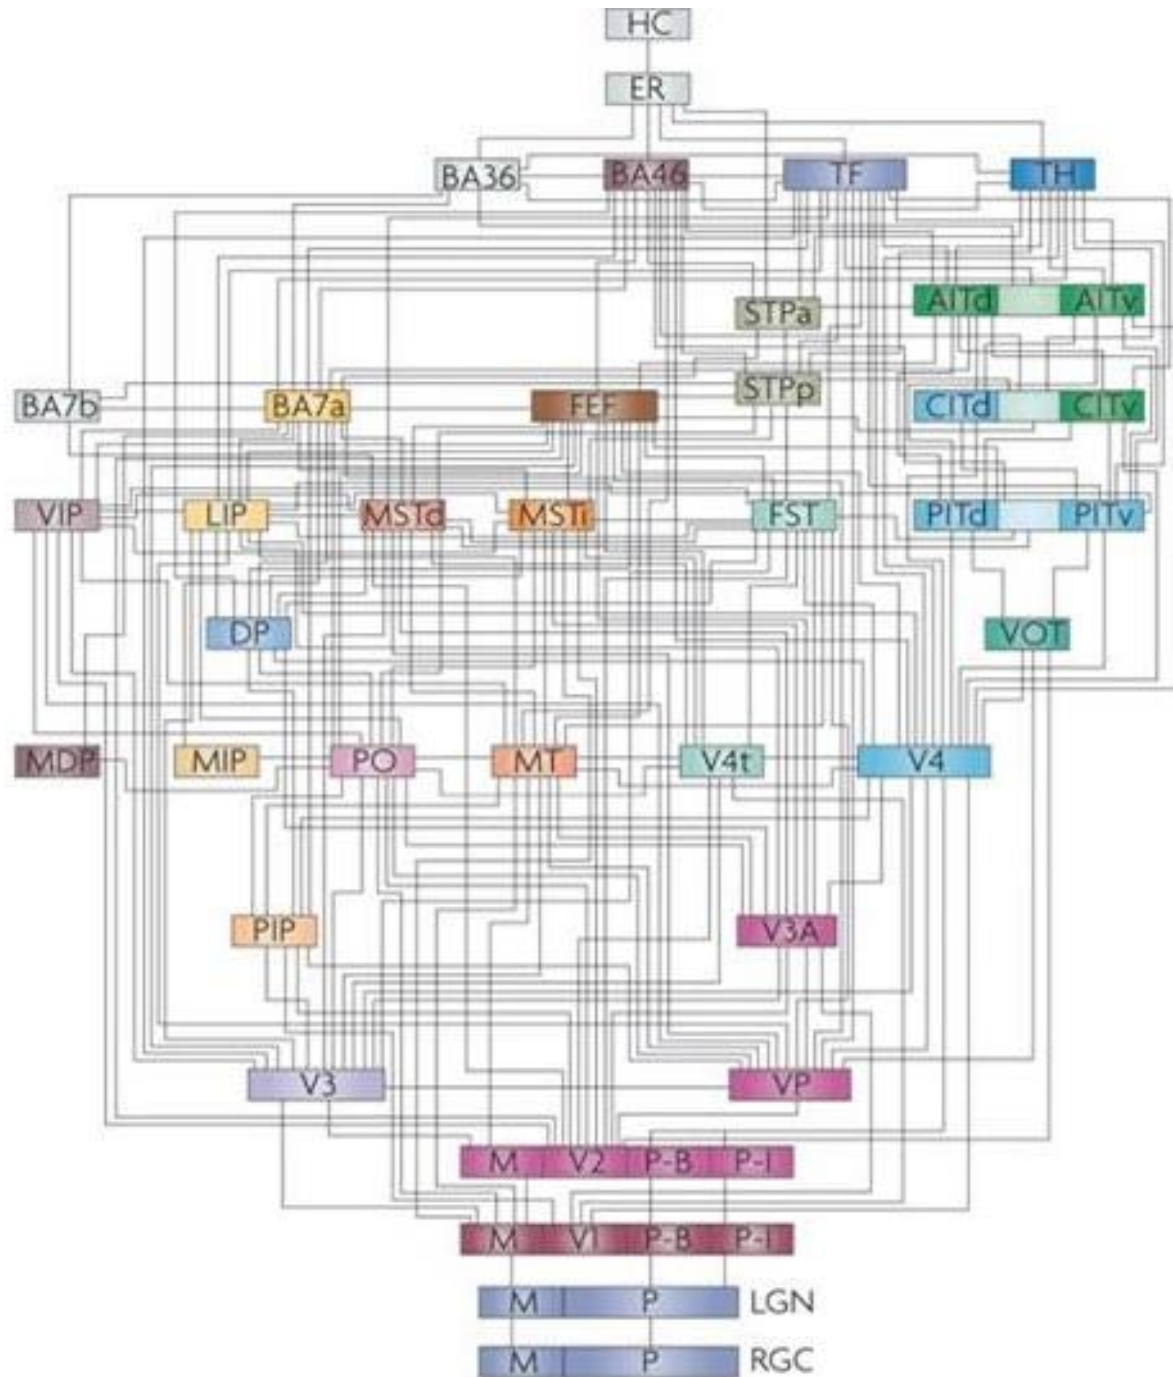 HC
ER
BA36 BA46 TF TH
STPa AITd AITv
BA7b BA7a FEF STPp CITd CITv
VIP LIP MSTd MSTi FST PITd PITv
DP VOT
MDP MIP PO MT V4t V4
PIP V3A
V3 VP
M V2 P-B P-I
M V1 P-B P-I
M P LGN
M P RGC